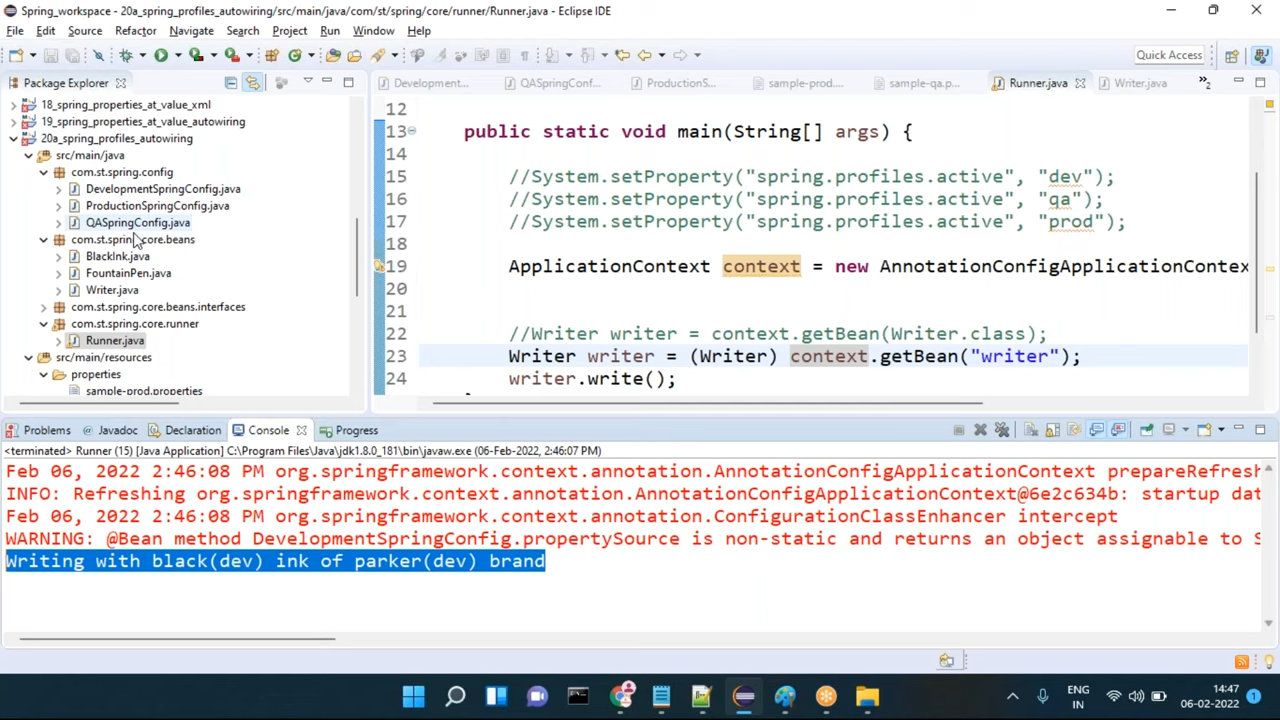 Spring_workspace - 20a_spring_profiles_autowiring/src/main/java/com/st/spring/core/runner/Runner.java - Eclipse IDE
File Edit Source Refactor Navigate Search Project Run Window Help
Quick Access
Package Explorer
Development... QASpringConf... ProductionS... sample-prod.... sample-qa.p... Runner.java Writer.java »2
18_spring_properties_at_value_xml
19_spring_properties_at_value_autowiring
20a_spring_profiles_autowiring
src/main/java
com.st.spring.config
DevelopmentSpringConfig.java
ProductionSpringConfig.java
QASpringConfig.java
com.st.spring.core.beans
BlackInk.java
FountainPen.java
Writer.java
com.st.spring.core.beans.interfaces
com.st.spring.core.runner
Runner.java
src/main/resources
properties
sample-prod.properties
12
13 public static void main(String[] args) {
14
15 //System.setProperty("spring.profiles.active", "dev");
16 //System.setProperty("spring.profiles.active", "qa");
17 //System.setProperty("spring.profiles.active", "prod");
18
19 ApplicationContext context = new AnnotationConfigApplicationContex
20
21
22 //Writer writer = context.getBean(Writer.class);
23 Writer writer = (Writer) context.getBean("writer");
24 writer.write();
Problems Javadoc Declaration Console Progress
<terminated> Runner (15) [Java Application] C:\Program Files\Java\jdk1.8.0_181\bin\javaw.exe (06-Feb-2022, 2:46:07 PM)
Feb 06, 2022 2:46:08 PM org.springframework.context.annotation.AnnotationConfigApplicationContext prepareRefresh
INFO: Refreshing org.springframework.context.annotation.AnnotationConfigApplicationContext@6e2c634b: startup dat
Feb 06, 2022 2:46:08 PM org.springframework.context.annotation.ConfigurationClassEnhancer intercept
WARNING: @Bean method DevelopmentSpringConfig.propertySource is non-static and returns an object assignable to S
Writing with black(dev) ink of parker(dev) brand
ENG
IN
14:47
06-02-2022
1